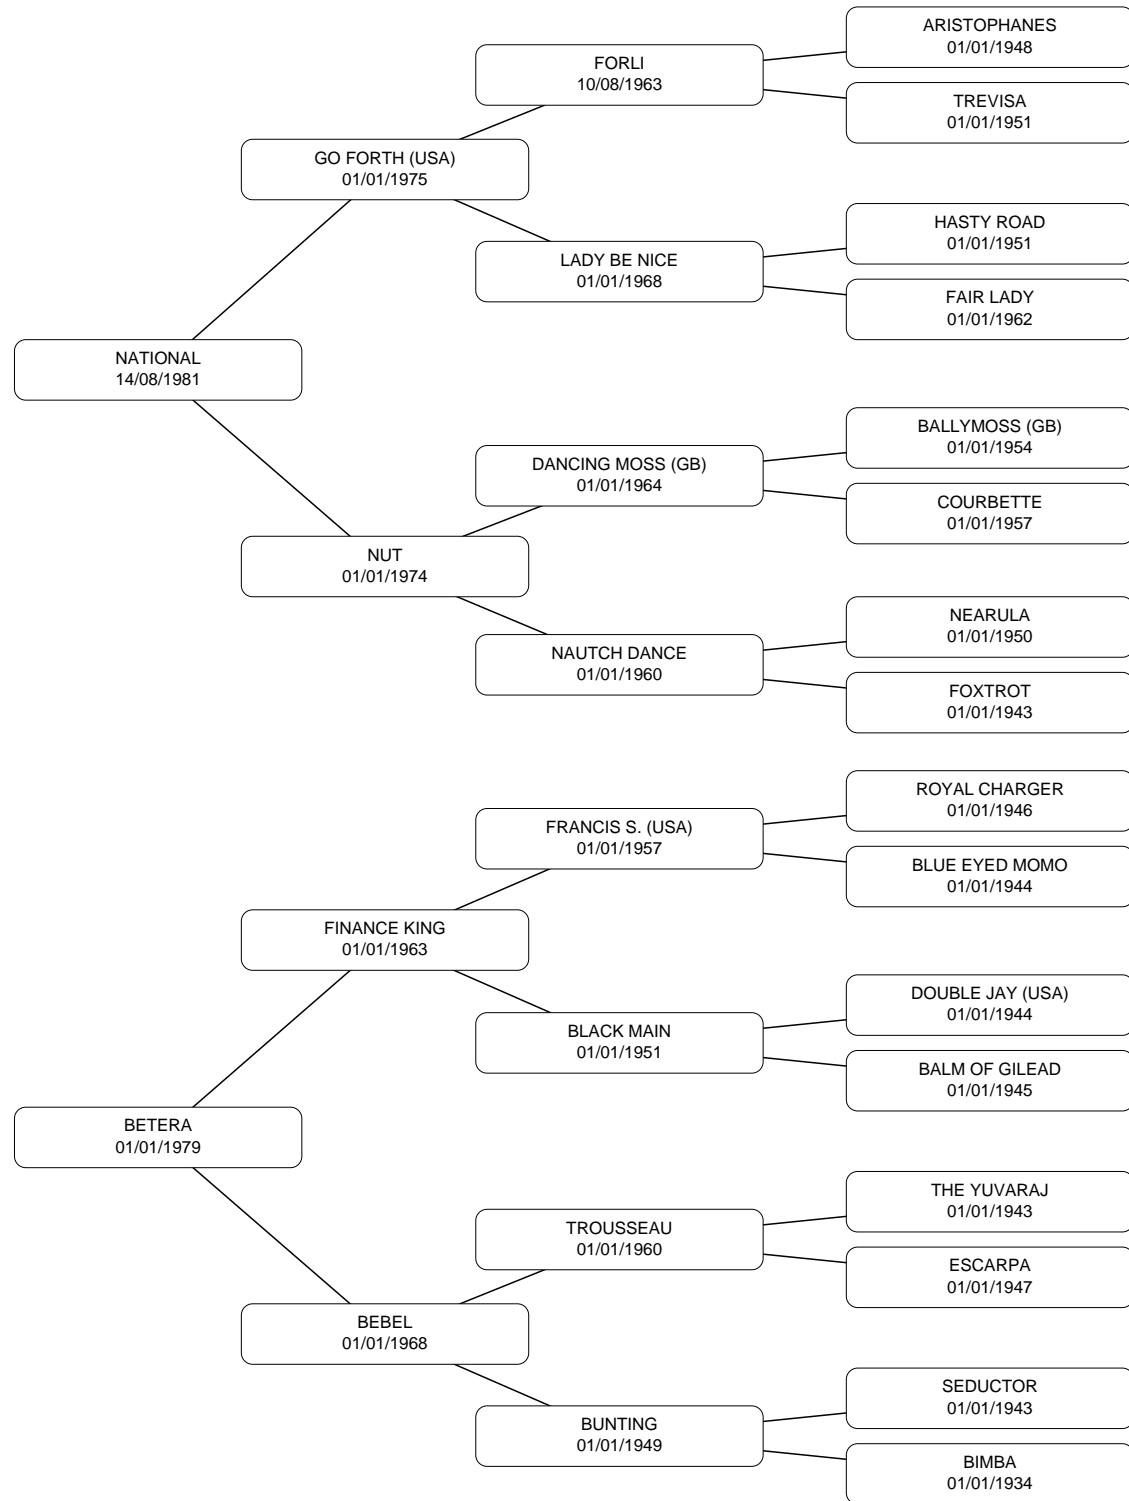 ARISTOPHANES
01/01/1948
FORLI
10/08/1963
TREVISA
01/01/1951
GO FORTH (USA)
01/01/1975
HASTY ROAD
01/01/1951
LADY BE NICE
01/01/1968
FAIR LADY
01/01/1962
NATIONAL
14/08/1981
BALLYMOSS (GB)
01/01/1954
DANCING MOSS (GB)
01/01/1964
COURBETTE
01/01/1957
NUT
01/01/1974
NEARULA
01/01/1950
NAUTCH DANCE
01/01/1960
FOXTROT
01/01/1943
ROYAL CHARGER
01/01/1946
FRANCIS S. (USA)
01/01/1957
BLUE EYED MOMO
01/01/1944
FINANCE KING
01/01/1963
DOUBLE JAY (USA)
01/01/1944
BLACK MAIN
01/01/1951
BALM OF GILEAD
01/01/1945
BETERA
01/01/1979
THE YUVARAJ
01/01/1943
TROUSSEAU
01/01/1960
ESCARPA
01/01/1947
BEBEL
01/01/1968
SEDUCTOR
01/01/1943
BUNTING
01/01/1949
BIMBA
01/01/1934